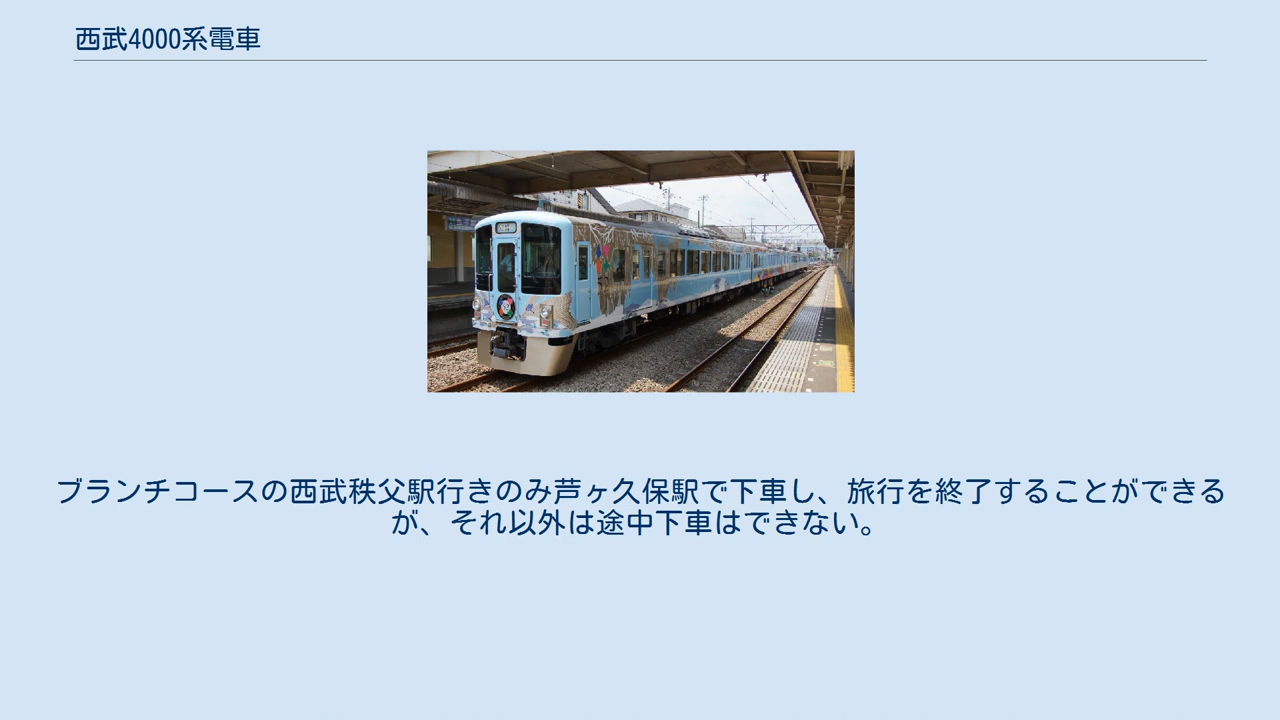 西武4000系電車
ブランチコースの西武秩父駅行きのみ芦ヶ久保駅で下車し、旅行を終了することができる
が、それ以外は途中下車はできない。